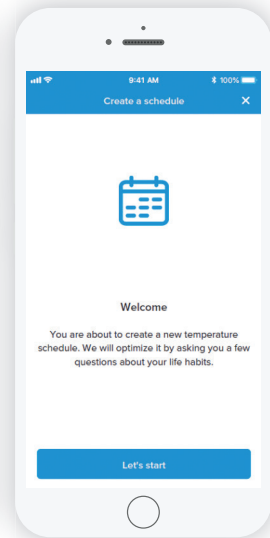 9:41 AM 100%
Create a schedule
Welcome
You are about to create a new temperature
schedule. We will optimize it by asking you a few
questions about your life habits.
Let's start